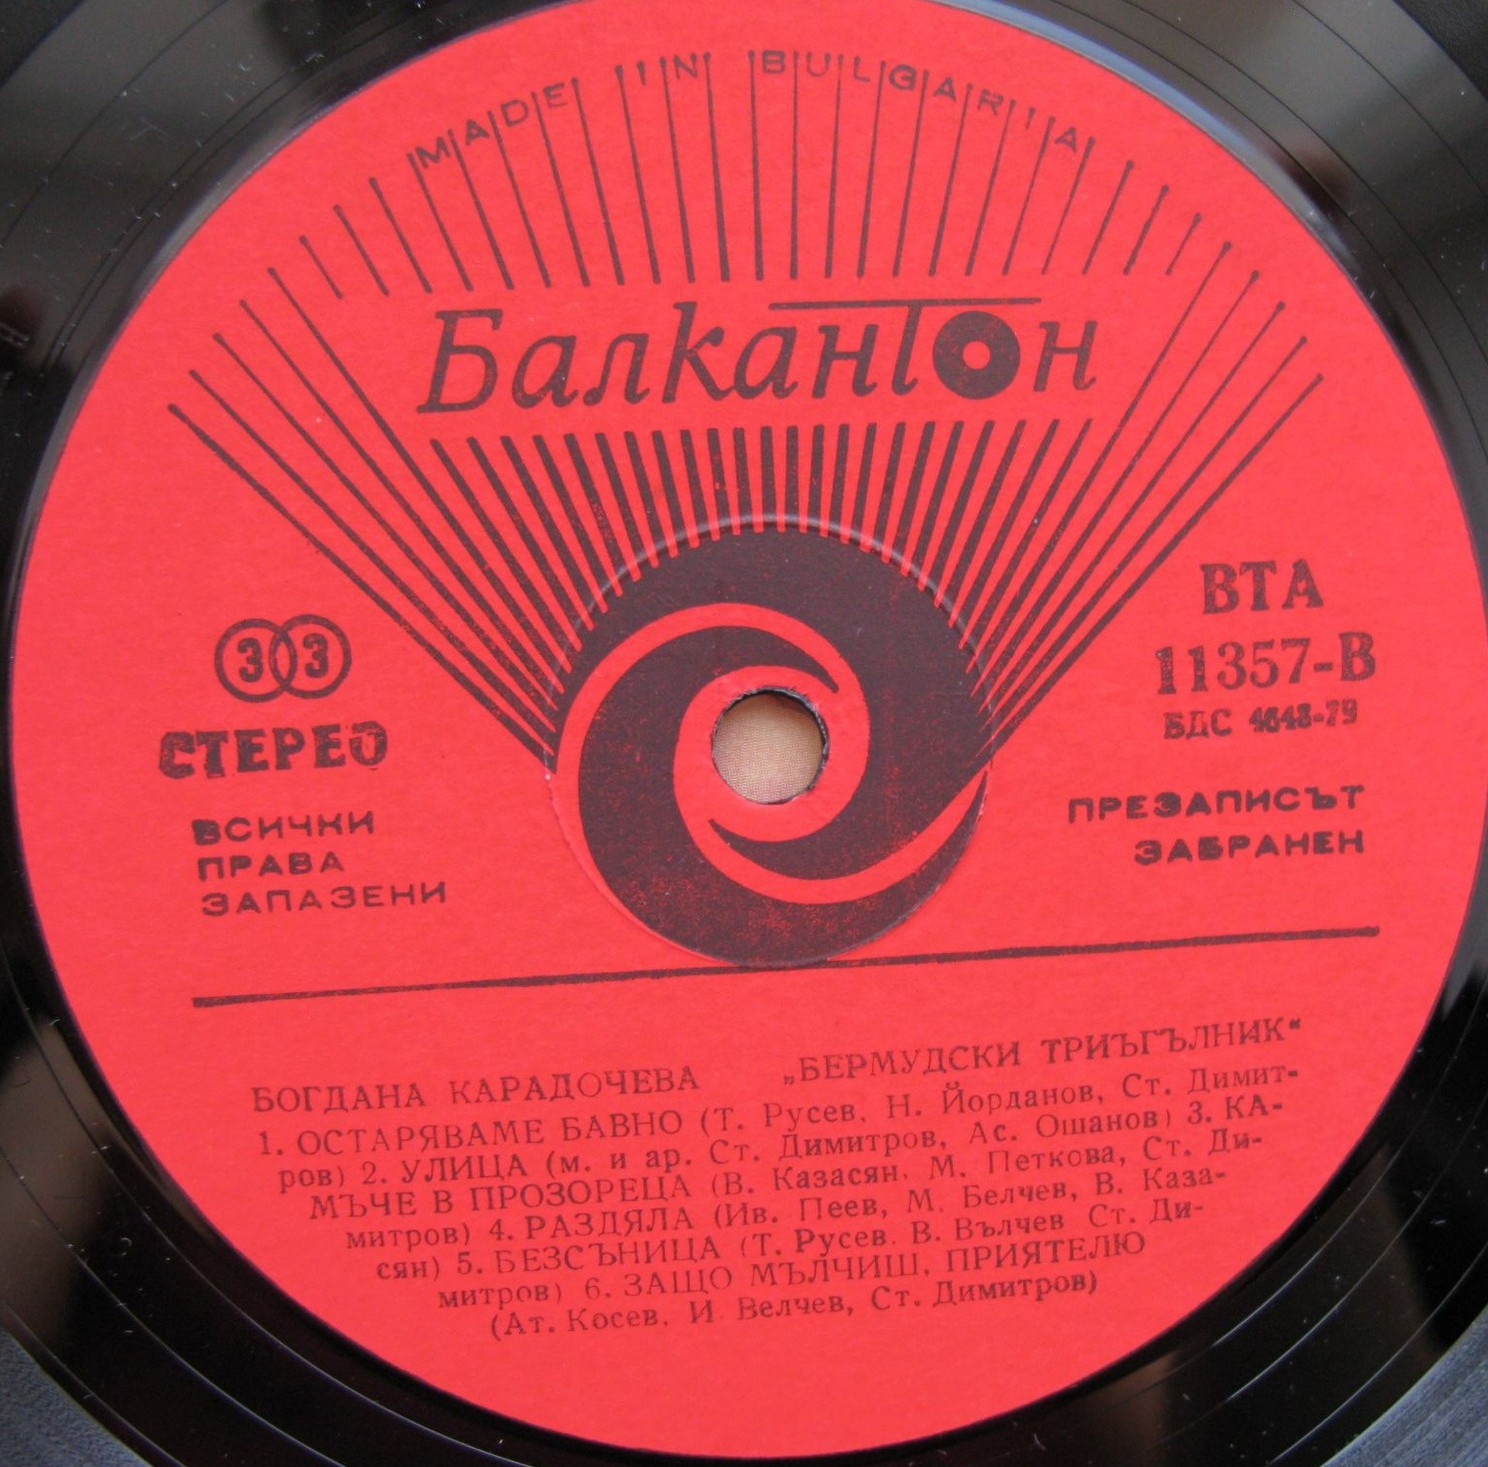 MADE IN BULGARIA
Балкантон
33
СТЕРЕО
ВСИЧКИ
ПРАВА
ЗАПАЗЕНИ
ВТА
11357-В
БДС 4648-79
ПРЕЗАПИСЪТ
ЗАБРАНЕН
БОГДАНА КАРАДОЧЕВА „БЕРМУДСКИ ТРИЪГЪЛНИК“
1. ОСТАРЯВАМЕ БАВНО (Т. Русев, Н. Йорданов, Ст. Димит-
ров) 2. УЛИЦА (м. и ар. Ст. Димитров, Ас. Ошанов) 3. КА-
МЪЧЕ В ПРОЗОРЕЦА (В. Казасян, М. Петкова, Ст. Ди-
митров) 4. РАЗДЯЛА (Ив. Пеев, М. Белчев, В. Каза-
сян) 5. БЕЗСЪНИЦА (Т. Русев. В. Вълчев Ст. Ди-
митров) 6. ЗАЩО МЪЛЧИШ, ПРИЯТЕЛЮ
(Ат. Косев, И. Велчев, Ст. Димитров)